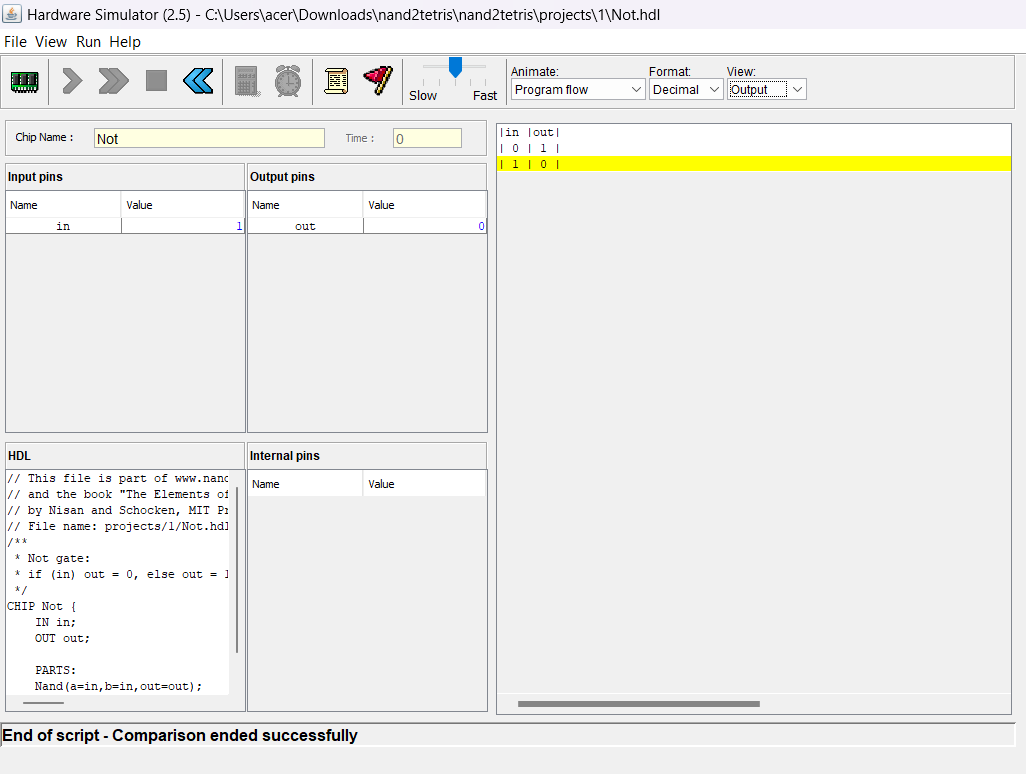 Hardware Simulator (2.5) - C:\Users\acer\Downloads\nand2tetris\nand2tetris\projects\1\Not.hdl
File View Run Help
Animate: Format: View:
Slow Fast Program flow Decimal Output
Chip Name : Not Time : 0
Input pins
Name Value
in 1
Output pins
Name Value
out 0
HDL
// This file is part of www.nand
// and the book "The Elements of
// by Nisan and Schocken, MIT Pr
// File name: projects/1/Not.hdl
/**
* Not gate:
* if (in) out = 0, else out = 1
*/
CHIP Not {
IN in;
OUT out;
PARTS:
Nand(a=in,b=in,out=out);
Internal pins
Name Value
|in |out|
| 0 | 1 |
| 1 | 0 |
End of script - Comparison ended successfully